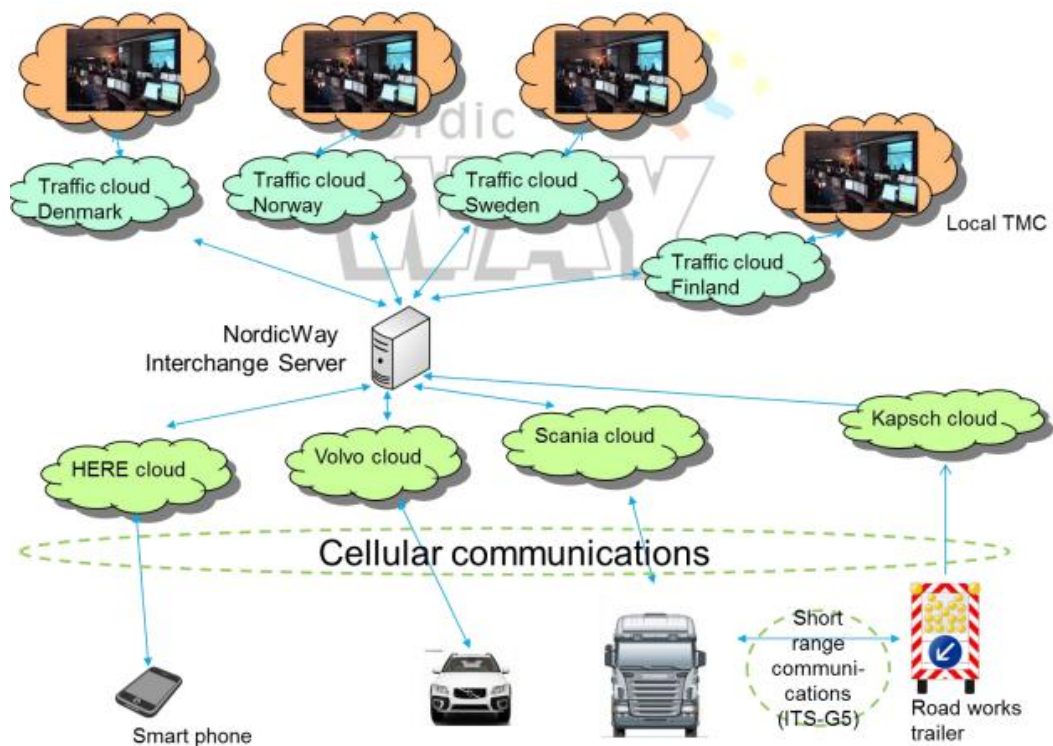 ordic
WAY
Traffic cloud
Denmark
Traffic cloud
Norway
Traffic cloud
Sweden
Local TMC
Traffic cloud
Finland
NordicWay
Interchange Server
Kapsch cloud
Scania cloud
Volvo cloud
HERE cloud
Cellular communications
Short
range
communi-
cations
(ITS-G5)
Smart phone
Road works
trailer